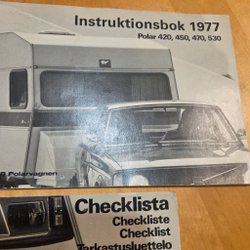 Instruktionsbok 1977
Polar 420, 450, 470, 530
Polarvagnen
Checklista
Checkliste
Checklist
Tarkastusluettelo